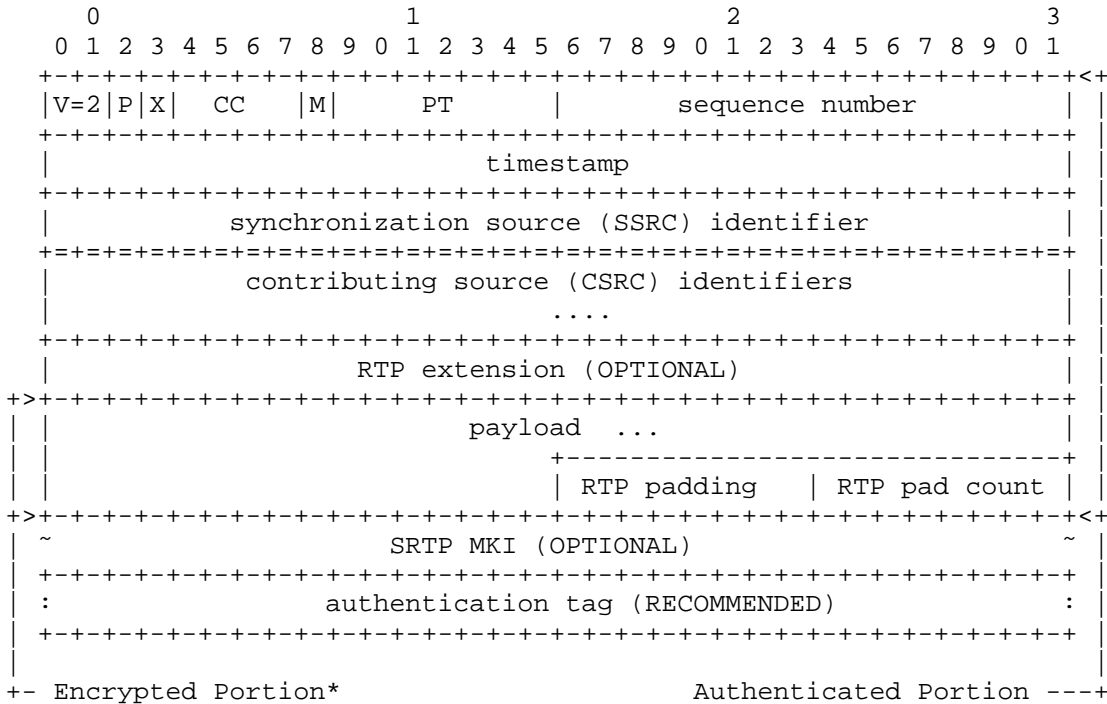 0                   1                   2                   3
   0 1 2 3 4 5 6 7 8 9 0 1 2 3 4 5 6 7 8 9 0 1 2 3 4 5 6 7 8 9 0 1
  +-+-+-+-+-+-+-+-+-+-+-+-+-+-+-+-+-+-+-+-+-+-+-+-+-+-+-+-+-+-+-+-+<+
  |V=2|P|X|  CC   |M|     PT      |       sequence number         | |
  +-+-+-+-+-+-+-+-+-+-+-+-+-+-+-+-+-+-+-+-+-+-+-+-+-+-+-+-+-+-+-+-+ |
  |                           timestamp                           | |
  +-+-+-+-+-+-+-+-+-+-+-+-+-+-+-+-+-+-+-+-+-+-+-+-+-+-+-+-+-+-+-+-+ |
  |           synchronization source (SSRC) identifier            | |
  +=+=+=+=+=+=+=+=+=+=+=+=+=+=+=+=+=+=+=+=+=+=+=+=+=+=+=+=+=+=+=+=+ |
  |            contributing source (CSRC) identifiers             | |
  |                               ....                            | |
  +-+-+-+-+-+-+-+-+-+-+-+-+-+-+-+-+-+-+-+-+-+-+-+-+-+-+-+-+-+-+-+-+ |
  |                   RTP extension (OPTIONAL)                    | |
+>+-+-+-+-+-+-+-+-+-+-+-+-+-+-+-+-+-+-+-+-+-+-+-+-+-+-+-+-+-+-+-+-+ |
| |                          payload  ...                         | |
| |                               +-------------------------------+ |
| |                               | RTP padding   | RTP pad count | |
+>+-+-+-+-+-+-+-+-+-+-+-+-+-+-+-+-+-+-+-+-+-+-+-+-+-+-+-+-+-+-+-+-+<+
| ~                     SRTP MKI (OPTIONAL)                       ~ |
| +-+-+-+-+-+-+-+-+-+-+-+-+-+-+-+-+-+-+-+-+-+-+-+-+-+-+-+-+-+-+-+-+ |
| :                 authentication tag (RECOMMENDED)              : |
| +-+-+-+-+-+-+-+-+-+-+-+-+-+-+-+-+-+-+-+-+-+-+-+-+-+-+-+-+-+-+-+-+ |
|                                                                   |
+- Encrypted Portion*                      Authenticated Portion ---+